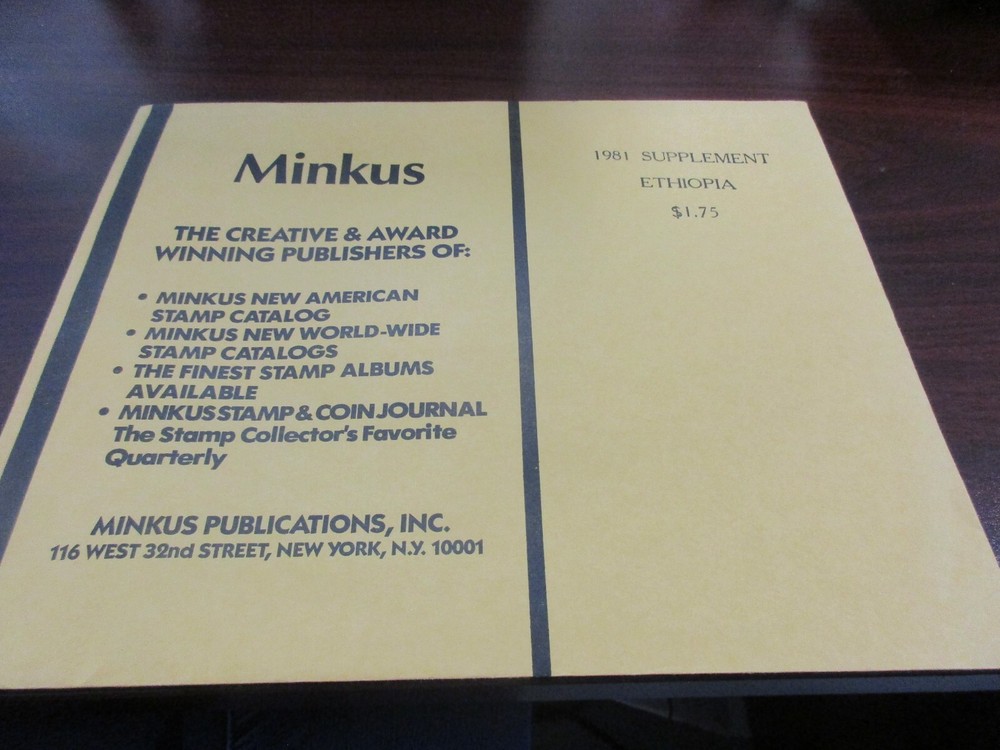 Minkus
THE CREATIVE & AWARD
WINNING PUBLISHERS OF:
• MINKUS NEW AMERICAN
STAMP CATALOG
• MINKUS NEW WORLD-WIDE
STAMP CATALOGS
• THE FINEST STAMP ALBUMS
AVAILABLE
• MINKUS STAMP & COIN JOURNAL
The Stamp Collector's Favorite
Quarterly
MINKUS PUBLICATIONS, INC.
116 WEST 32nd STREET, NEW YORK, N.Y. 10001
1981 SUPPLEMENT
ETHIOPIA
$1.75